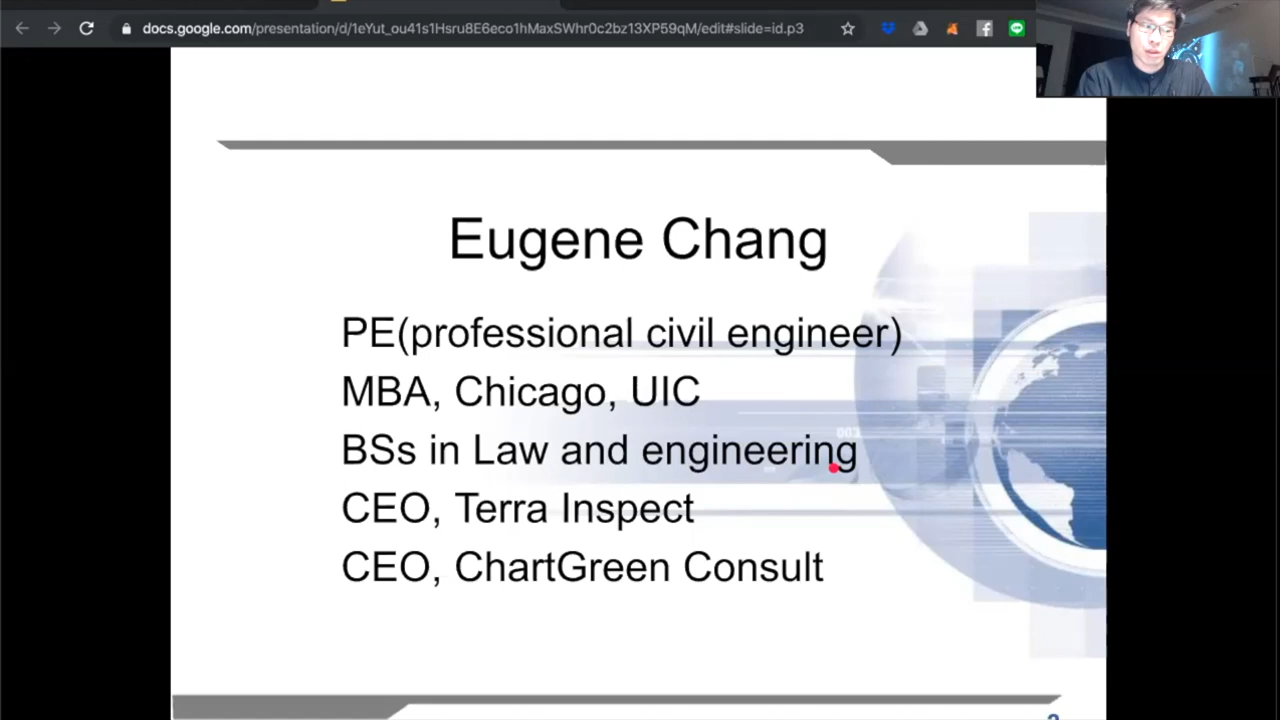 docs.google.com/presentation/d/1eYut_ou41s1Hsru8E6eco1hMaxSWhr0c2bz13XP59qM/edit#slide=id.p3
Eugene Chang
PE(professional civil engineer)
MBA, Chicago, UIC
BSs in Law and engineering
CEO, Terra Inspect
CEO, ChartGreen Consult